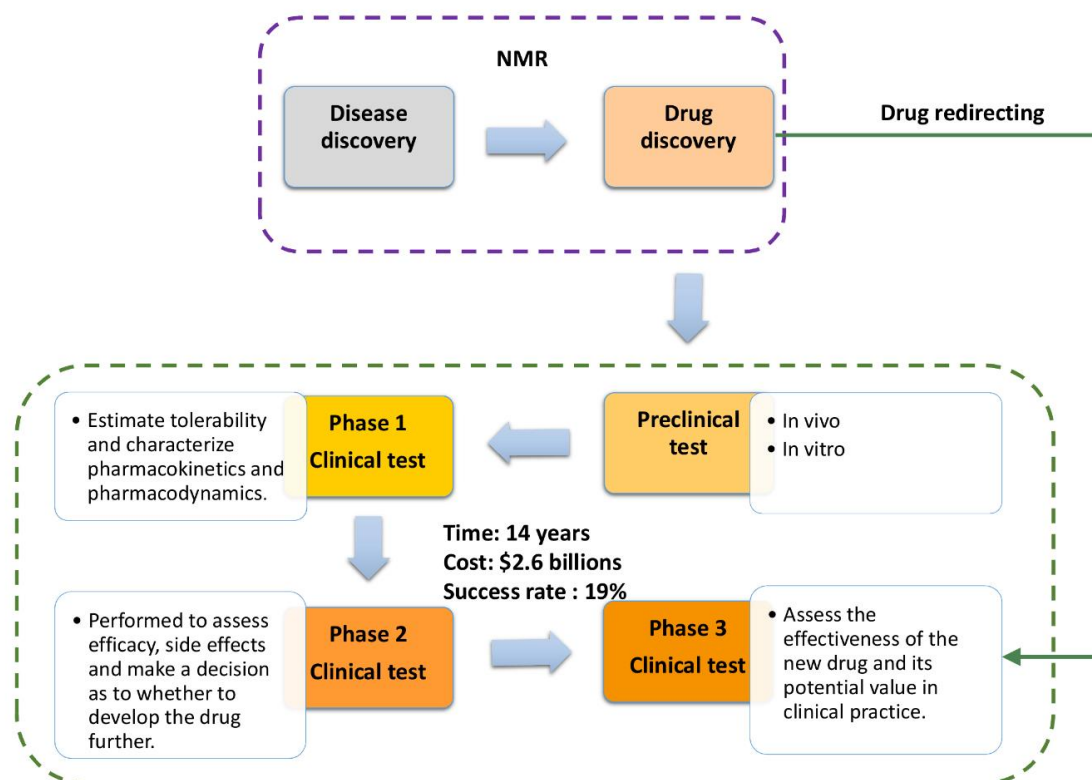 NMR
Disease
discovery
Drug
discovery
Drug redirecting
• Estimate tolerability
and characterize
pharmacokinetics and
pharmacodynamics.
Phase 1
Clinical test
Preclinical
test
• In vivo
• In vitro
Time: 14 years
Cost: $2.6 billions
Success rate : 19%
• Performed to assess
efficacy, side effects
and make a decision
as to whether to
develop the drug
further.
Phase 2
Clinical test
Phase 3
Clinical test
• Assess the
effectiveness of the
new drug and its
potential value in
clinical practice.